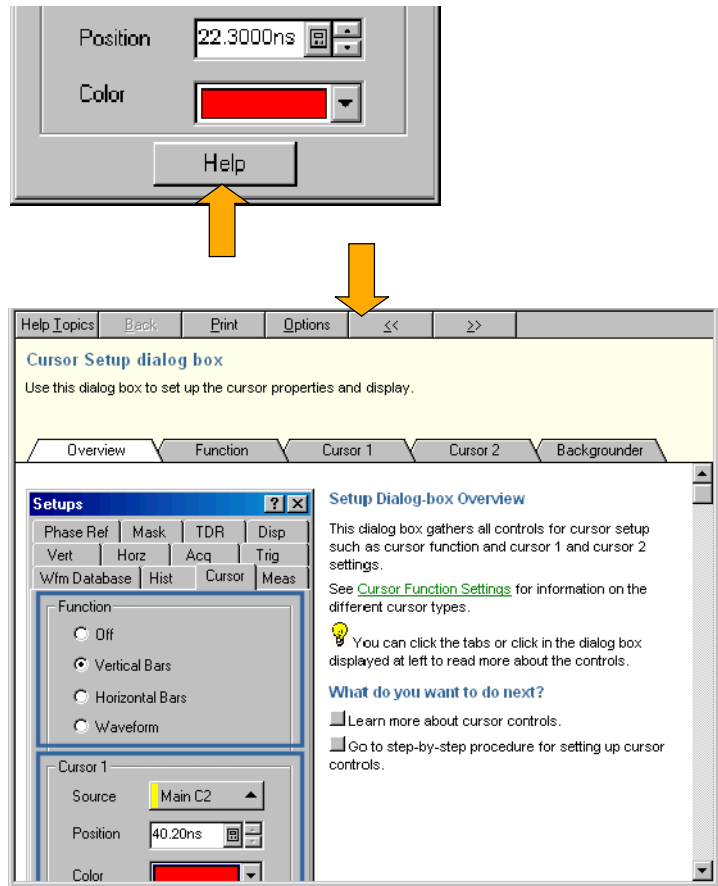 Position 22.3000ns
Color
Help
Help Topics Back Print Options << >>
Cursor Setup dialog box
Use this dialog box to set up the cursor properties and display.
Overview Function Cursor 1 Cursor 2 Backgrounder
Setups ? X
Phase Ref Mask TDR Disp
Vert Horz Acq Trig
Wfm Database Hist Cursor Meas
Function
Off
Vertical Bars
Horizontal Bars
Waveform
Cursor 1
Source Main C2
Position 40.20ns
Color
Setup Dialog-box Overview
This dialog box gathers all controls for cursor setup
such as cursor function and cursor 1 and cursor 2
settings.
See Cursor Function Settings for information on the
different cursor types.
You can click the tabs or click in the dialog box
displayed at left to read more about the controls.
What do you want to do next?
Learn more about cursor controls.
Go to step-by-step procedure for setting up cursor
controls.